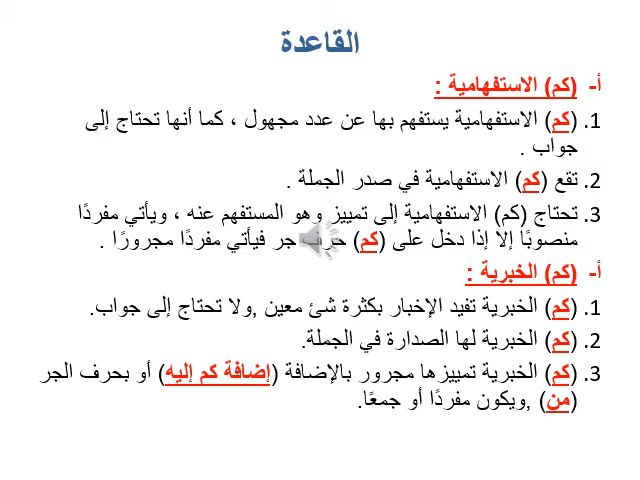 القاعدة
أ- (كم) الاستفهامية :
1. (كم) الاستفهامية يستفهم بها عن عدد مجهول ، كما أنها تحتاج إلى
جواب .
2. تقع (كم) الاستفهامية في صدر الجملة .
3. تحتاج (كم) الاستفهامية إلى تمييز وهو المستفهم عنه ، ويأتي مفردًا
منصوبًا إلا إذا دخل على (كم) حرف جر فيأتي مفردًا مجرورًا .
أ- (كم) الخبرية :
1. (كم) الخبرية تفيد الإخبار بكثرة شئ معين ,ولا تحتاج إلى جواب.
2. (كم) الخبرية لها الصدارة في الجملة.
3. (كم) الخبرية تمييزها مجرور بالإضافة (إضافة كم إليه) أو بحرف الجر
(من) ,ويكون مفردًا أو جمعًا.